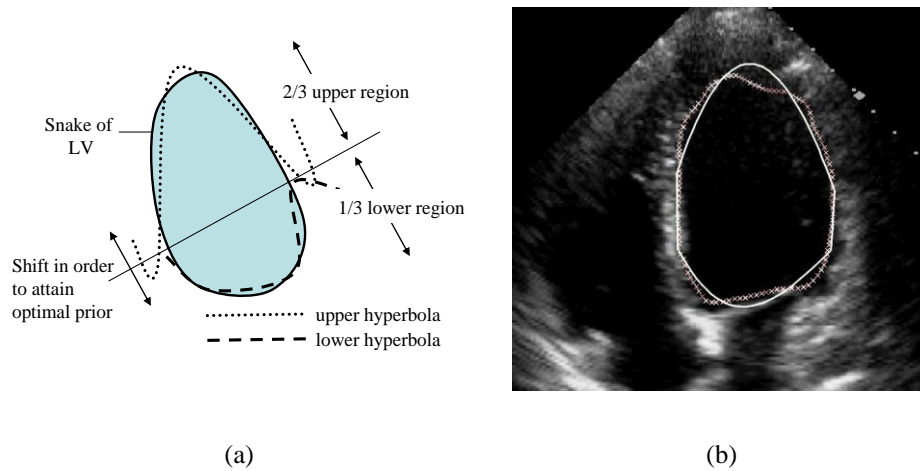 2/3 upper region
Snake of
LV
1/3 lower region
Shift in order
to attain
optimal prior
upper hyperbola
lower hyperbola
(a)
(b)